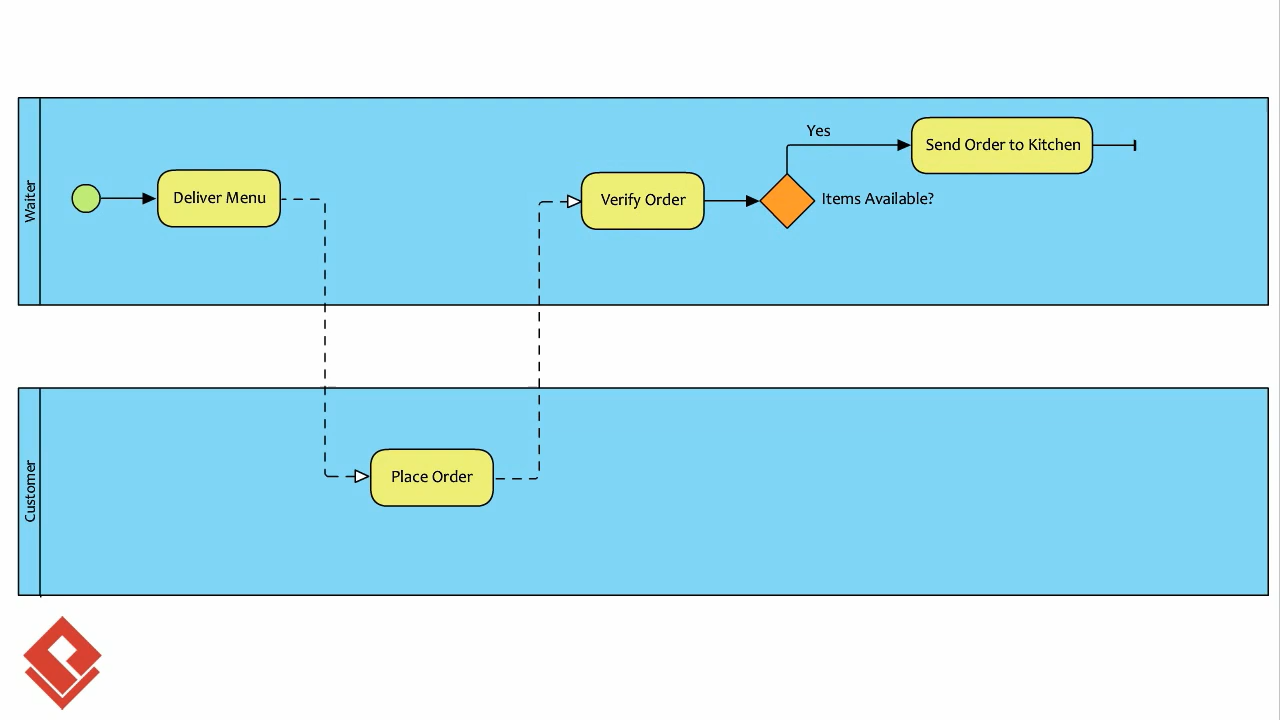 Waiter
Deliver Menu
Verify Order
Yes
Items Available?
Send Order to Kitchen
Customer
Place Order